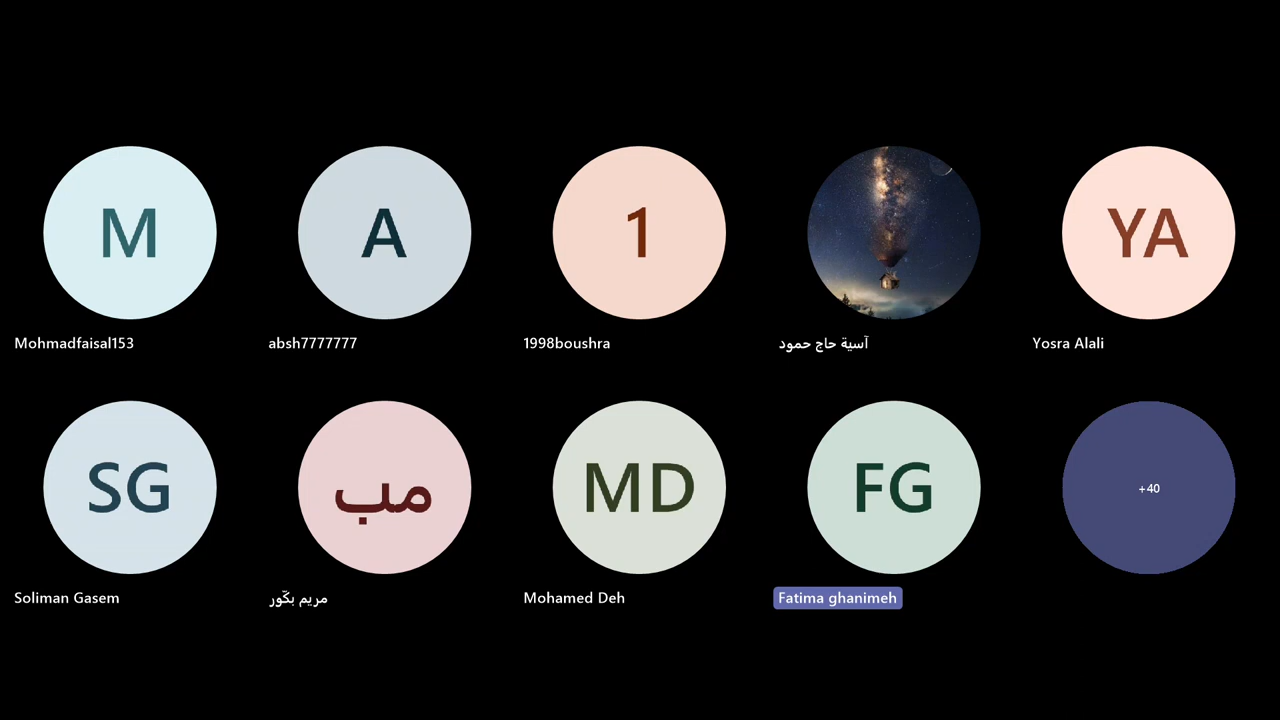 M
A
1
YA
Mohmadfaisal153
absh7777777
1998boushra
آسية حاج حمود
Yosra Alali
SG
مب
MD
FG
+40
Soliman Gasem
مريم بكّور
Mohamed Deh
Fatima ghanimeh